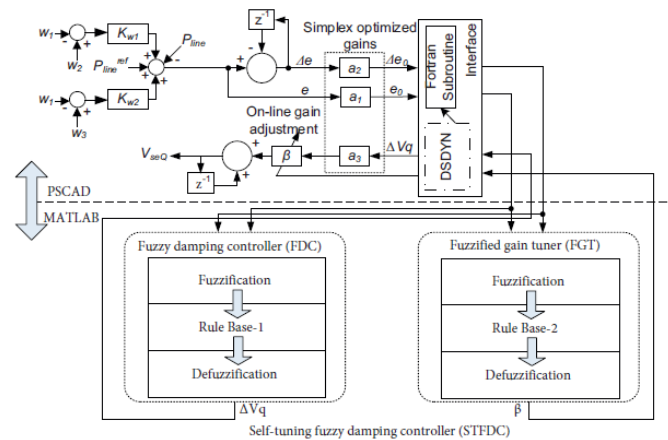 w1
w2
Kw1
Plineref
Pline
w1
w3
Kw2
z-1
Simplex optimized
gains
Δe
a2
Δe0
e
a1
e0
On-line gain
adjustment
VseQ
z-1
β
a3
ΔVq
Fortran
Subroutine
Interface
DSDYN
PSCAD
MATLAB
Fuzzy damping controller (FDC)
Fuzzification
Rule Base-1
Defuzzification
ΔVq
Fuzzified gain tuner (FGT)
Fuzzification
Rule Base-2
Defuzzification
β
Self-tuning fuzzy damping controller (STFDC)